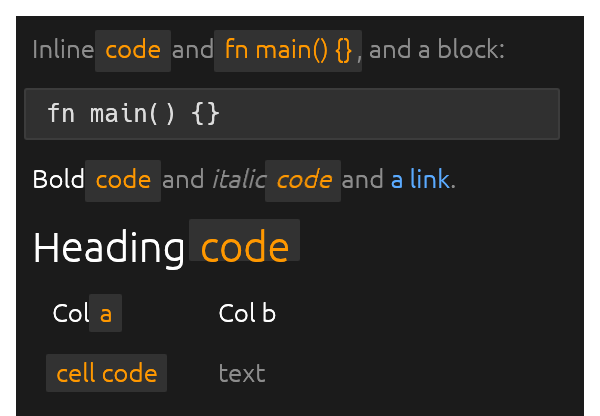 Inline code and fn main() {}, and a block:
fn main() {}
Bold code and italic code and a link.
Heading code
Col a Col b
cell code text